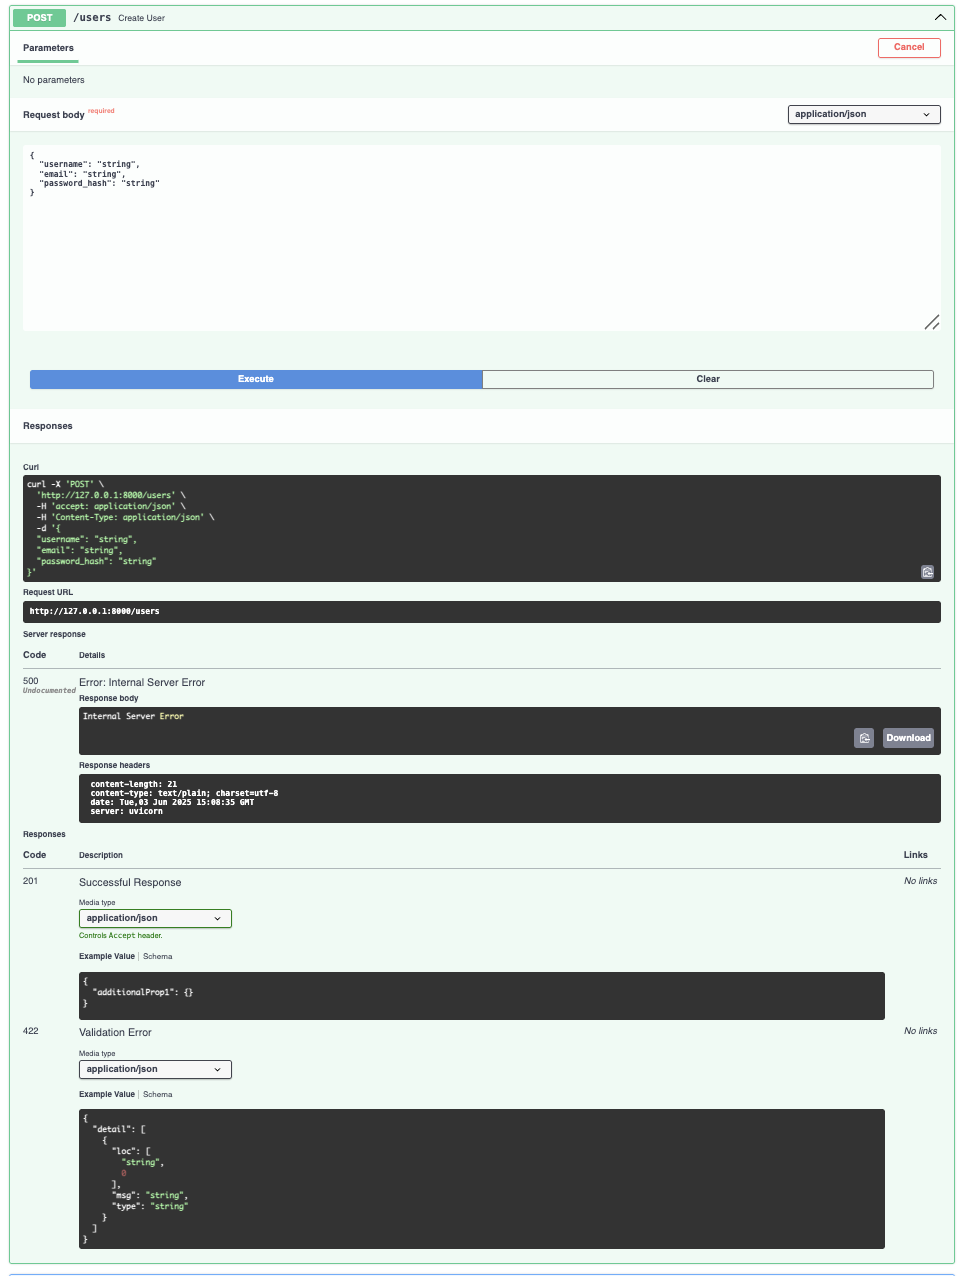 POST /users Create User
Parameters
Cancel
No parameters
Request body required
application/json
{
  "username": "string",
  "email": "string",
  "password_hash": "string"
}
Execute
Clear
Responses
Curl
curl -X 'POST' \
  'http://127.0.0.1:8000/users' \
  -H 'accept: application/json' \
  -H 'Content-Type: application/json' \
  -d '{
  "username": "string",
  "email": "string",
  "password_hash": "string"
}'
Request URL
http://127.0.0.1:8000/users
Server response
Code Details
500 Error: Internal Server Error
Undocumented
Response body
Internal Server Error
Download
Response headers
content-length: 21
content-type: text/plain; charset=utf-8
date: Tue,03 Jun 2025 15:08:35 GMT
server: uvicorn
Responses
Code Description Links
201 Successful Response No links
Media type
application/json
Controls Accept header.
Example Value | Schema
{
  "additionalProp1": {}
}
422 Validation Error No links
Media type
application/json
Example Value | Schema
{
  "detail": [
    {
      "loc": [
        "string",
        0
      ],
      "msg": "string",
      "type": "string"
    }
  ]
}